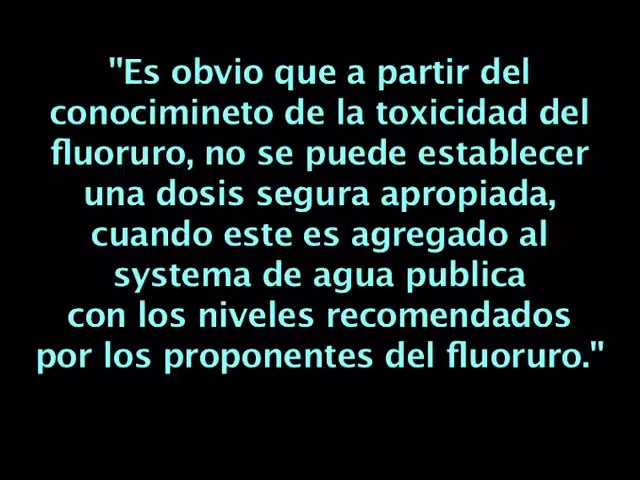 "Es obvio que a partir del
conocimineto de la toxicidad del
fluoruro, no se puede establecer
una dosis segura apropiada,
cuando este es agregado al
systema de agua publica
con los niveles recomendados
por los proponentes del fluoruro."